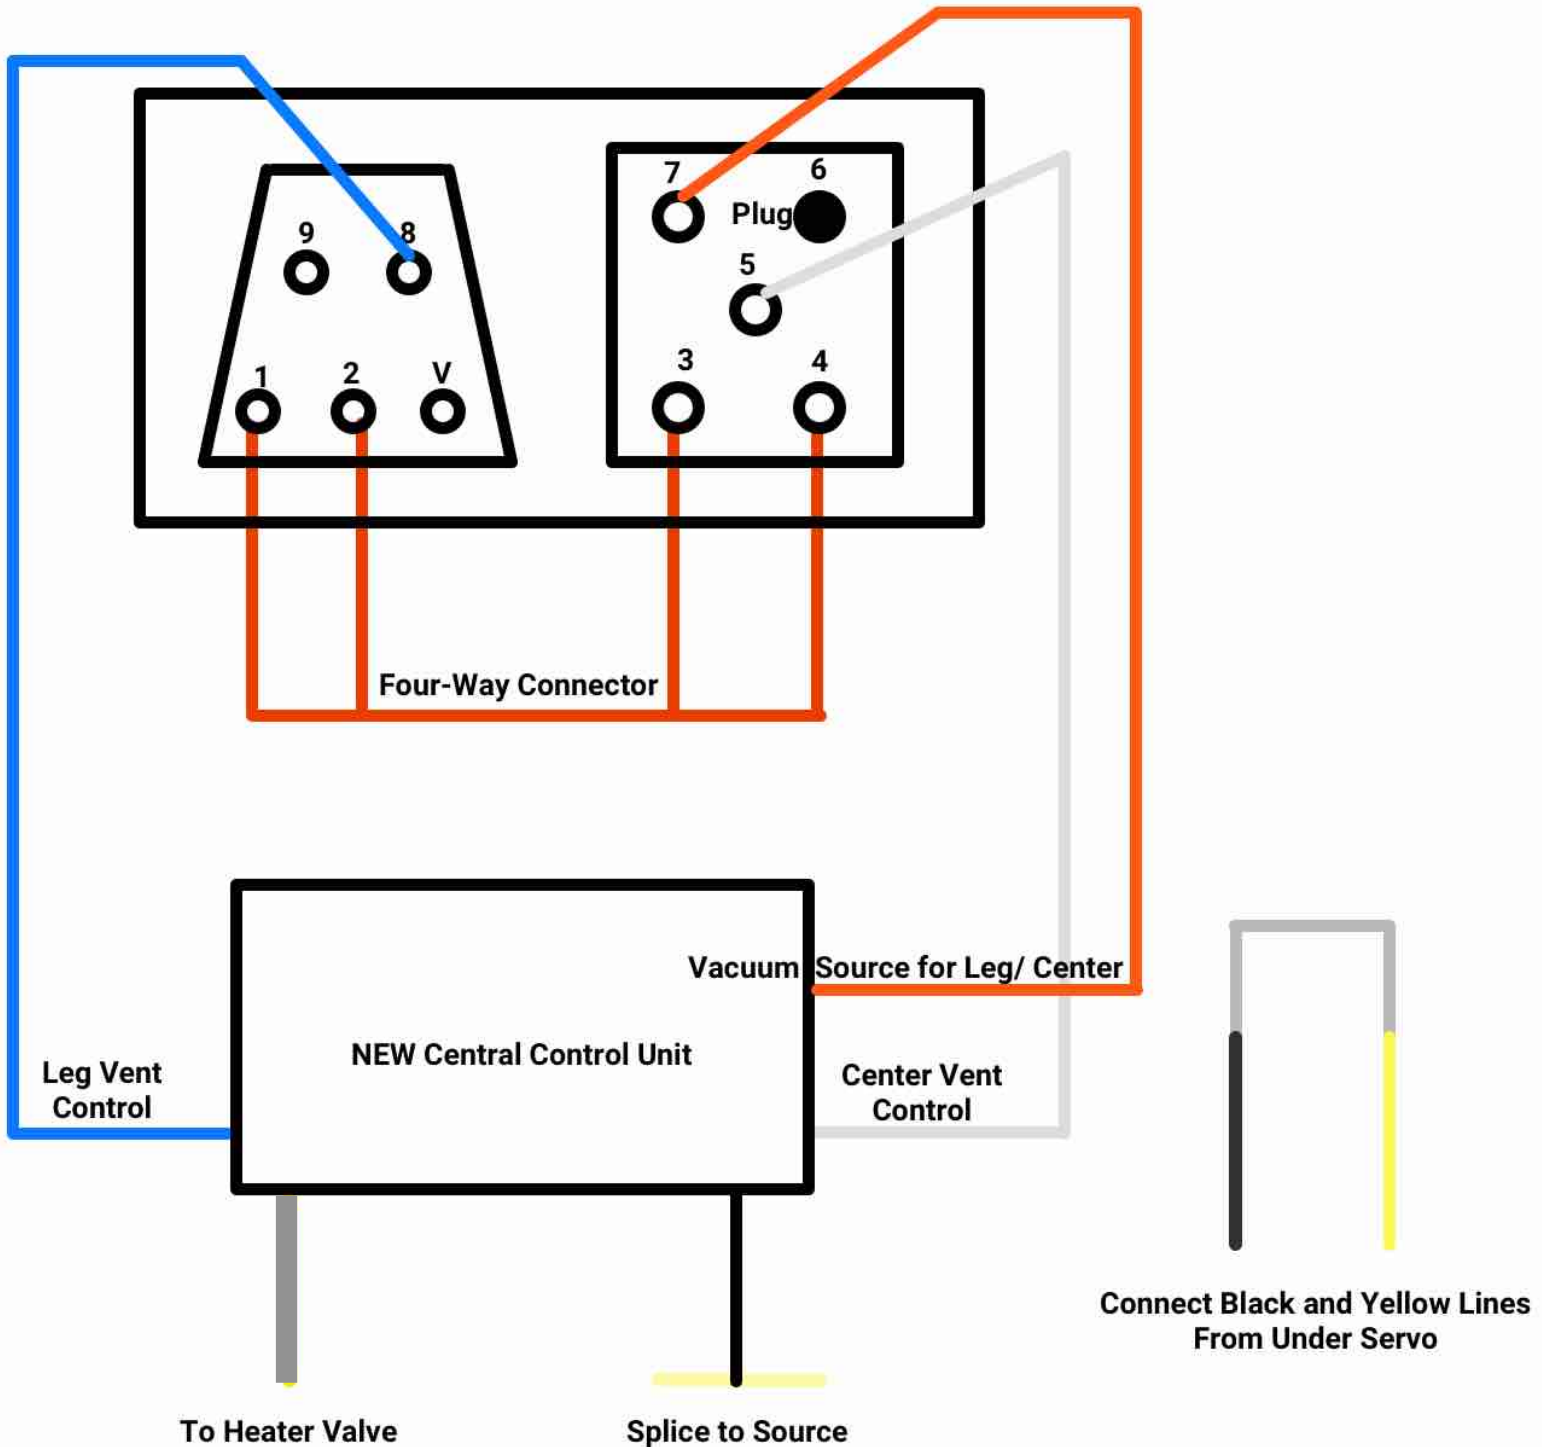 7
6
Plug
9
8
5
1
2
V
3
4
Four-Way Connector
Vacuum Source for Leg/ Center
NEW Central Control Unit
Leg Vent
Control
Center Vent
Control
Connect Black and Yellow Lines
From Under Servo
To Heater Valve
Splice to Source